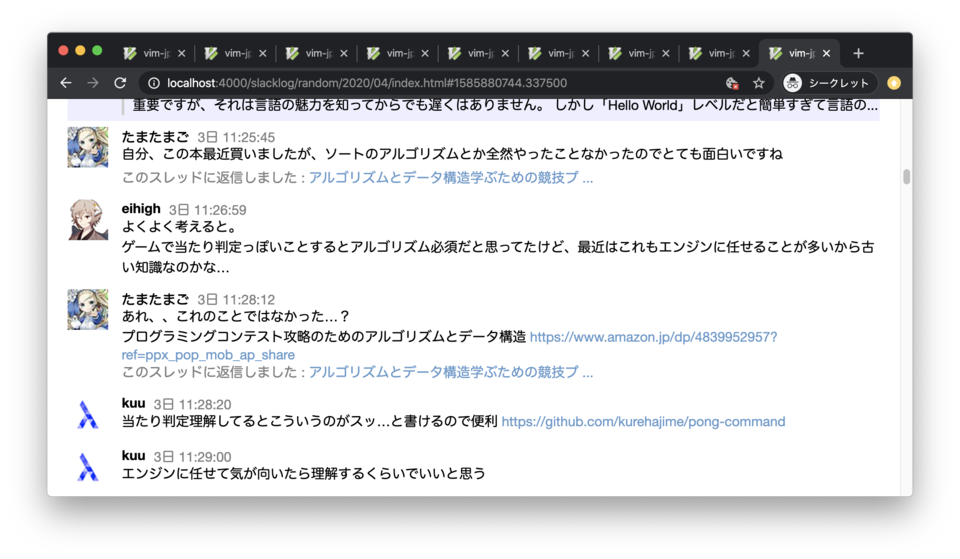 vim-jp
vim-jp
vim-jp
vim-jp
vim-jp
vim-jp
vim-jp
vim-jp
vim-jp
localhost:4000/slacklog/random/2020/04/index.html#1585880744.337500
シークレット
重要ですが、それは言語の魅力を知ってからでも遅くはありません。 しかし「Hello World」レベルだと簡単すぎて言語の...
たまたまご 3日 11:25:45
自分、この本最近買いましたが、ソートのアルゴリズムとか全然やったことなかったのでとても面白いですね
このスレッドに返信しました : アルゴリズムとデータ構造学ぶための競技プ ...
eihigh 3日 11:26:59
よくよく考えると。
ゲームで当たり判定っぽいことするとアルゴリズム必須だと思ってたけど、最近はこれもエンジンに任せることが多いから古
い知識なのかな…
たまたまご 3日 11:28:12
あれ、、これのことではなかった…？
プログラミングコンテスト攻略のためのアルゴリズムとデータ構造 https://www.amazon.jp/dp/4839952957?
ref=ppx_pop_mob_ap_share
このスレッドに返信しました : アルゴリズムとデータ構造学ぶための競技プ ...
kuu 3日 11:28:20
当たり判定理解してるとこういうのがスッ…と書けるので便利 https://github.com/kurehajime/pong-command
kuu 3日 11:29:00
エンジンに任せて気が向いたら理解するくらいでいいと思う